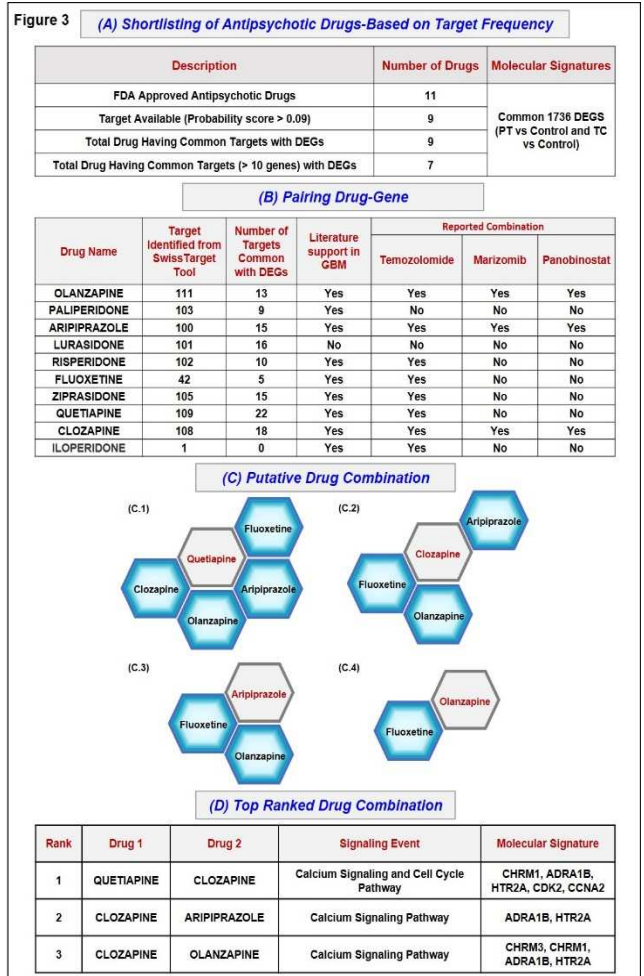 Figure 3
(A) Shortlisting of Antipsychotic Drugs-Based on Target Frequency
Description Number of Drugs Molecular Signatures
FDA Approved Antipsychotic Drugs 11
Target Available (Probability score > 0.09) 9
Total Drug Having Common Targets with DEGs 9
Total Drug Having Common Targets (> 10 genes) with DEGs 7
Common 1736 DEGS
(PT vs Control and TC
vs Control)
(B) Pairing Drug-Gene
Drug Name
Target
Identified from
SwissTarget
Tool
Number of
Targets
Common
with DEGs
Literature
support in
GBM
Reported Combination
Temozolomide Marizomib Panobinostat
OLANZAPINE 111 13 Yes Yes Yes Yes
PALIPERIDONE 103 9 Yes No No No
ARIPIPRAZOLE 100 15 Yes Yes Yes Yes
LURASIDONE 101 16 No No No No
RISPERIDONE 102 10 Yes Yes No No
FLUOXETINE 42 5 Yes Yes No No
ZIPRASIDONE 105 15 Yes Yes No No
QUETIAPINE 109 22 Yes Yes No No
CLOZAPINE 108 18 Yes Yes Yes Yes
ILOPERIDONE 1 0 Yes Yes No No
(C) Putative Drug Combination
(C.1)
Fluoxetine
Quetiapine
Clozapine
Aripiprazole
Olanzapine
(C.2)
Aripiprazole
Clozapine
Fluoxetine
Olanzapine
(C.3)
Aripiprazole
Fluoxetine
Olanzapine
(C.4)
Olanzapine
Fluoxetine
(D) Top Ranked Drug Combination
Rank Drug 1 Drug 2 Signaling Event Molecular Signature
1 QUETIAPINE CLOZAPINE
Calcium Signaling and Cell Cycle
Pathway
CHRM1, ADRA1B,
HTR2A, CDK2, CCNA2
2 CLOZAPINE ARIPIPRAZOLE Calcium Signaling Pathway ADRA1B, HTR2A
3 CLOZAPINE OLANZAPINE Calcium Signaling Pathway
CHRM3, CHRM1,
ADRA1B, HTR2A